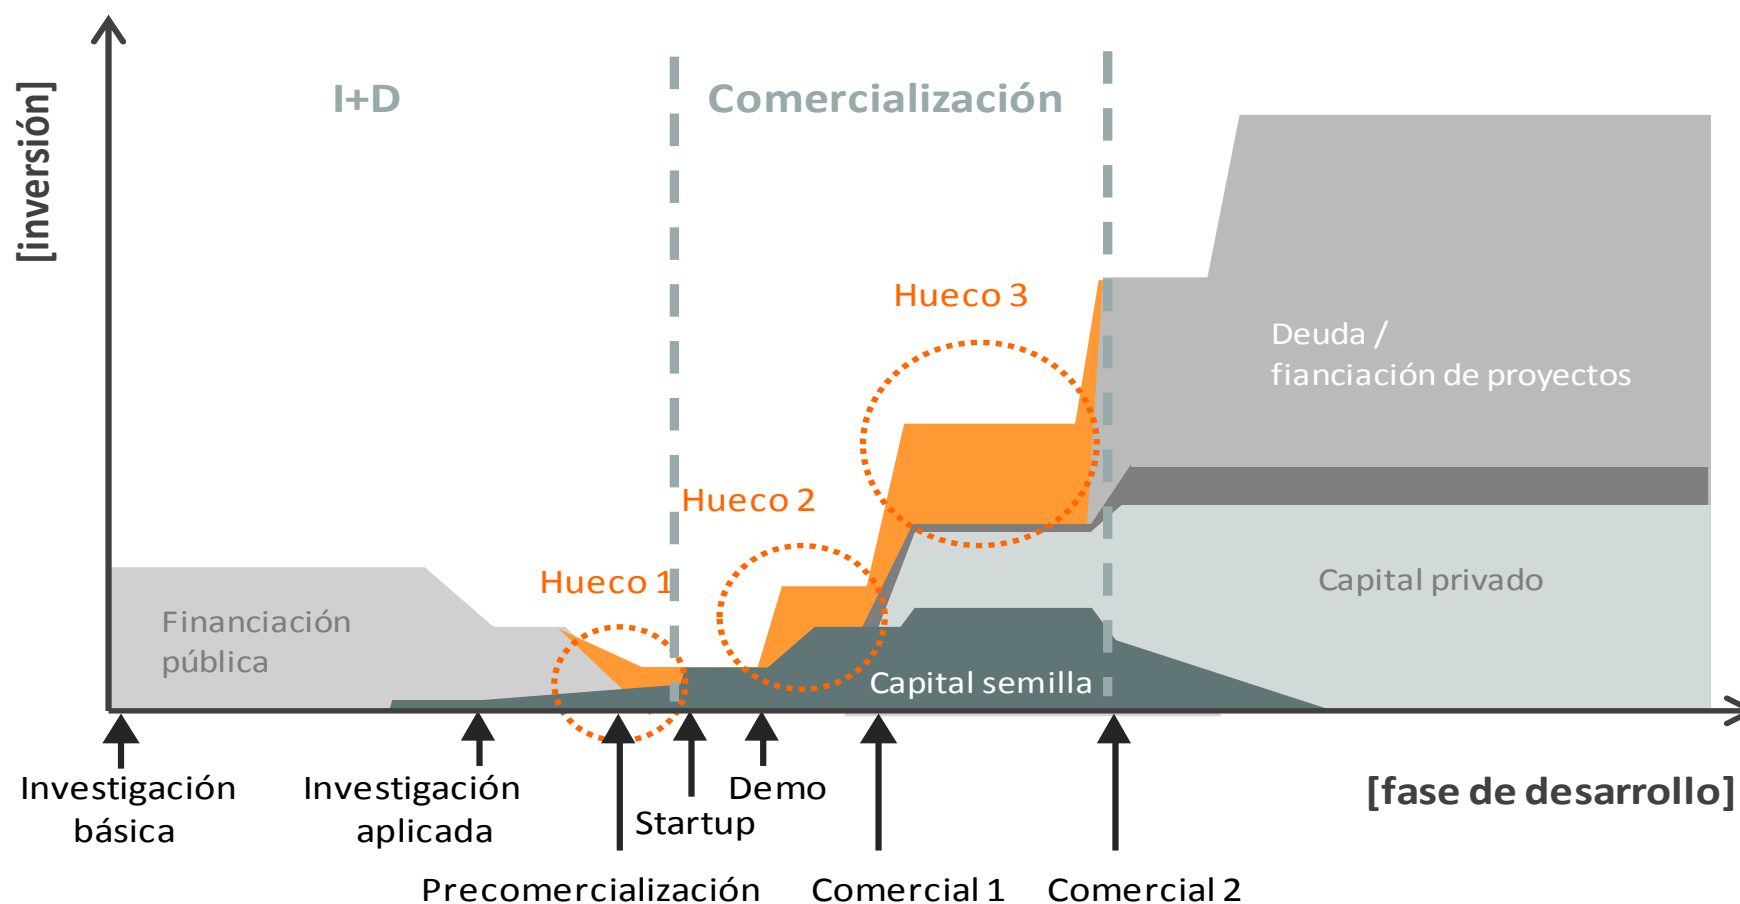 [inversión]
I+D
Comercialización
Hueco 3
Deuda /
fianciación de proyectos
Hueco 2
Hueco 1
Capital privado
Financiación
pública
Capital semilla
Investigación
básica
Investigación
aplicada
Startup
Demo
[fase de desarrollo]
Precomercialización
Comercial 1
Comercial 2